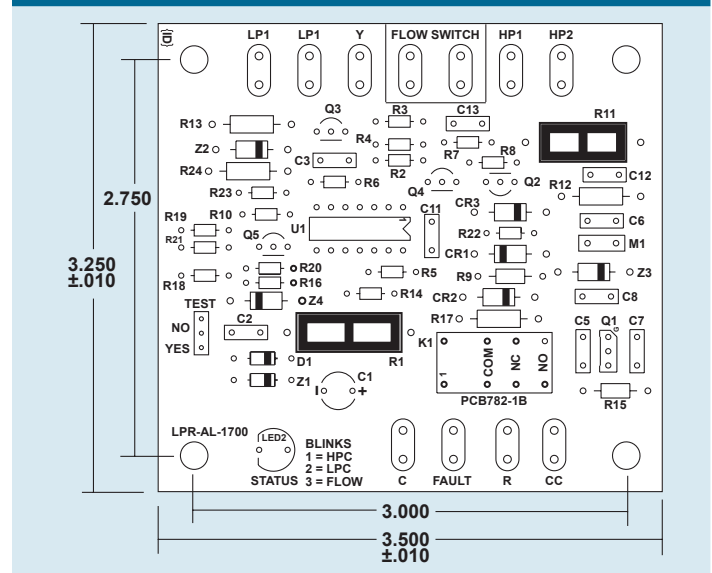 {ID}
LP1 LP1 Y FLOW SWITCH HP1 HP2
Q3 R3 C13 R11
R13
R4
Z2 C3 R7 R8
R24 R2 C12
R6 Q4 Q2 R12
2.750
R23
R10 C11 CR3 C6
R19 U1
R21 Q5 R22 M1
CR1
3.250
±.010
R20 R5 R9 Z3
R18 R16
Z4 R14 CR2 C8
TEST
NO C2 R17
YES K1 C5 Q1 G C7
D1 R1 1 COM NC NO
Z1 C1
- +
PCB782-1B R15
LPR-AL-1700
LED2
BLINKS
1 = HPC
2 = LPC
STATUS 3 = FLOW
C FAULT R CC
3.000
3.500
±.010